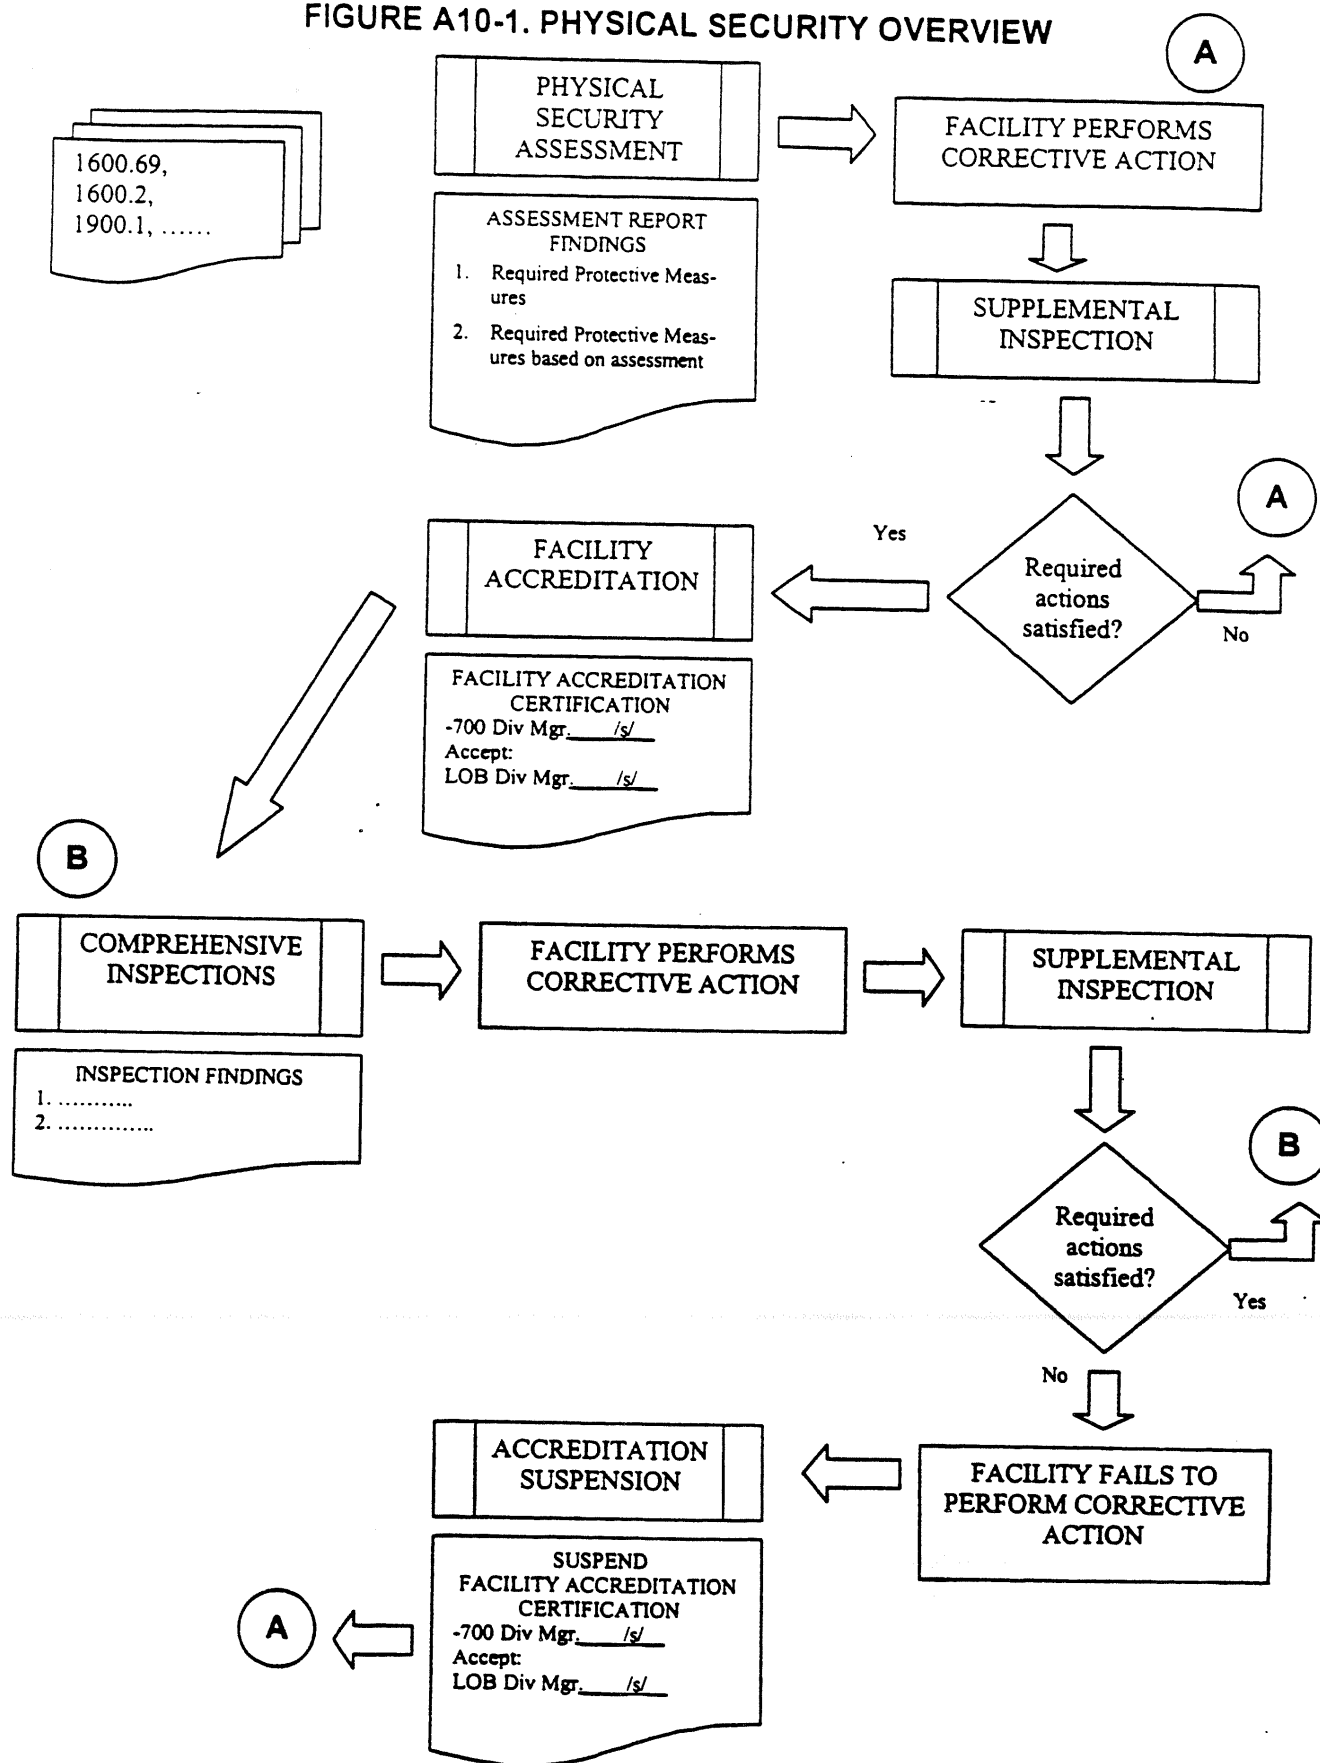 FIGURE A10-1. PHYSICAL SECURITY OVERVIEW
A
1600.69,
1600.2,
1900.1, ......
PHYSICAL
SECURITY
ASSESSMENT
FACILITY PERFORMS
CORRECTIVE ACTION
ASSESSMENT REPORT
FINDINGS
1. Required Protective Meas-
ures
2. Required Protective Meas-
ures based on assessment
SUPPLEMENTAL
INSPECTION
A
Yes
Required
actions
satisfied?
No
FACILITY
ACCREDITATION
FACILITY ACCREDITATION
CERTIFICATION
-700 Div Mgr. /s/
Accept:
LOB Div Mgr. /s/
B
COMPREHENSIVE
INSPECTIONS
FACILITY PERFORMS
CORRECTIVE ACTION
SUPPLEMENTAL
INSPECTION
INSPECTION FINDINGS
1. ...........
2. ..............
B
Required
actions
satisfied?
Yes
No
ACCREDITATION
SUSPENSION
FACILITY FAILS TO
PERFORM CORRECTIVE
ACTION
SUSPEND
FACILITY ACCREDITATION
CERTIFICATION
-700 Div Mgr. /s/
Accept:
LOB Div Mgr. /s/
A